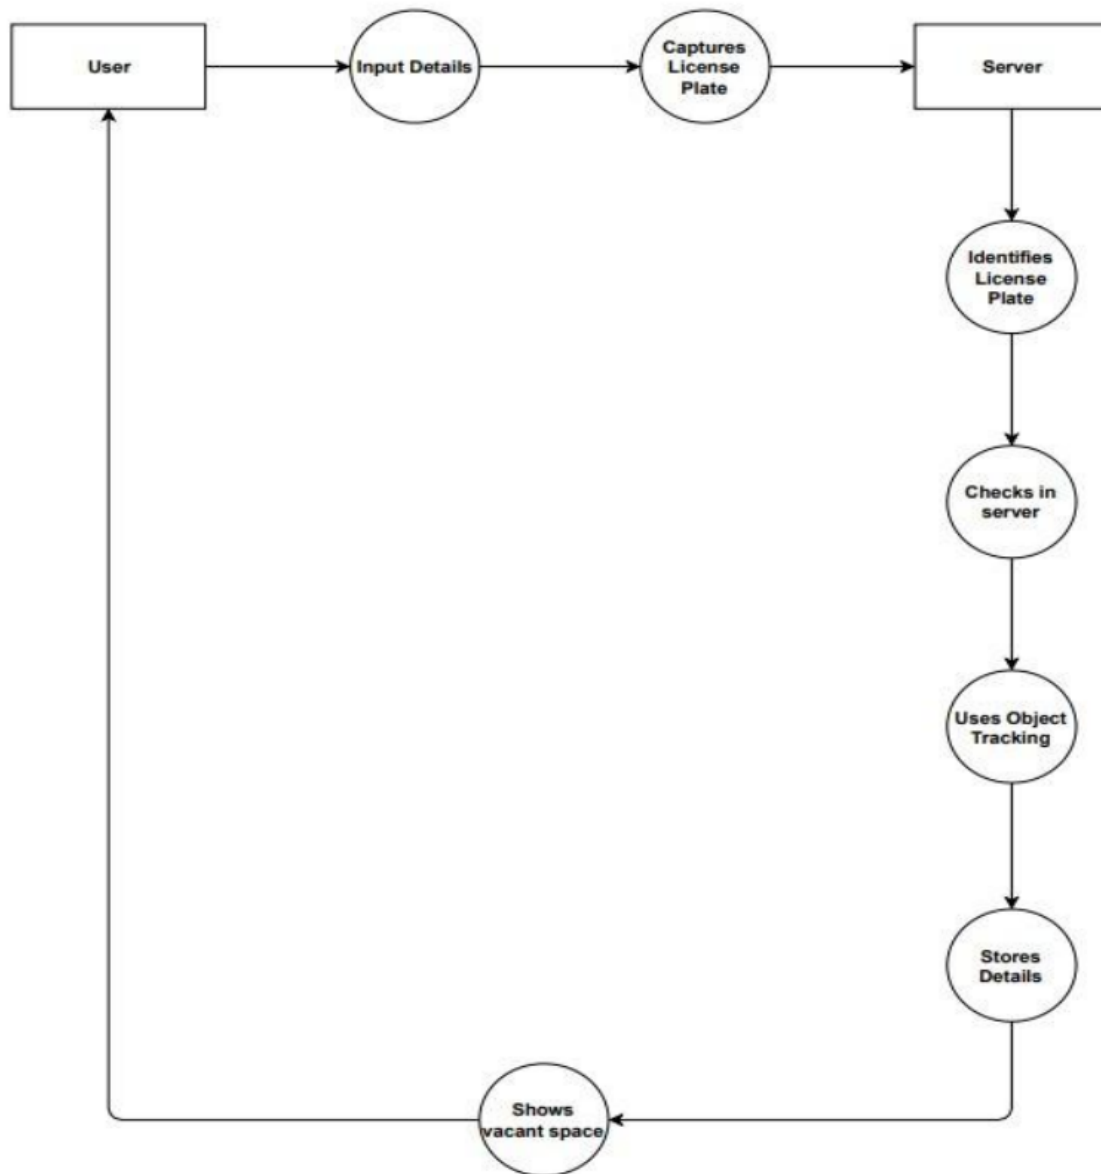 User
Input Details
Captures
License
Plate
Server
Identifies
License
Plate
Checks in
server
Uses Object
Tracking
Stores
Details
Shows
vacant space